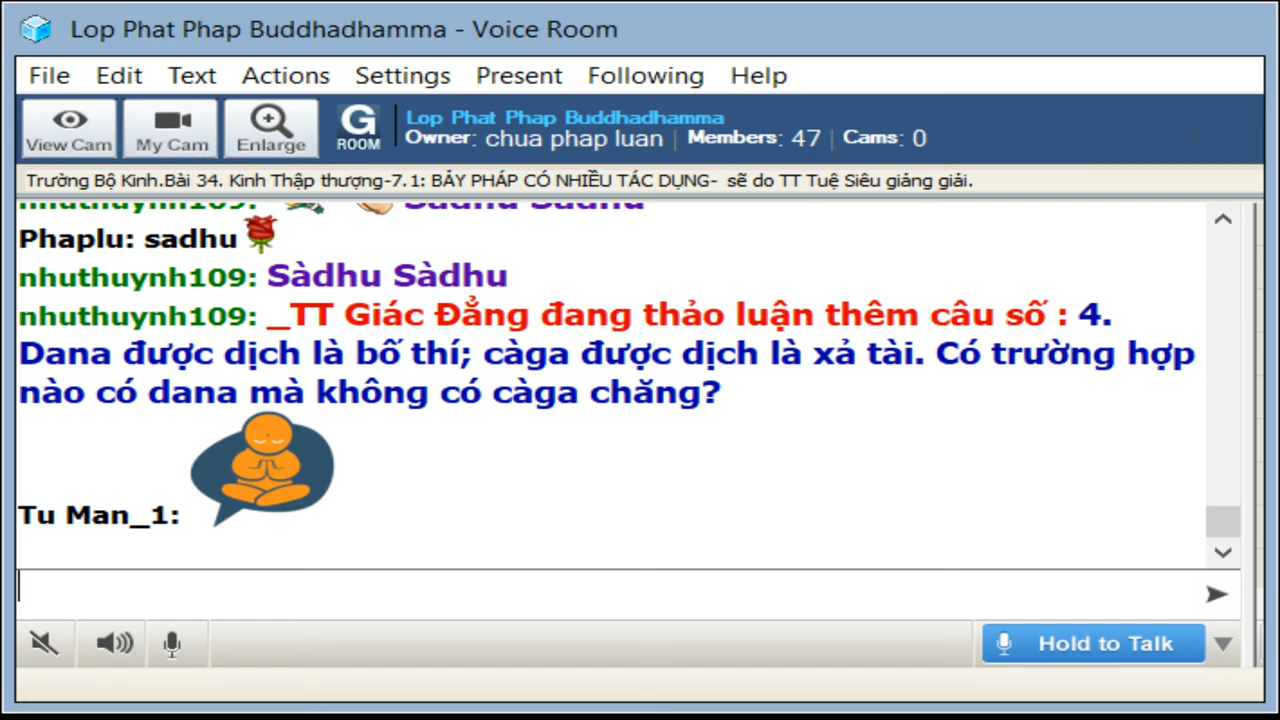 Lop Phat Phap Buddhadhamma - Voice Room
File Edit Text Actions Settings Present Following Help
View Cam My Cam Enlarge G ROOM
Lop Phat Phap Buddhadhamma
Owner: chua phap luan | Members: 47 | Cams: 0
Trường Bộ Kinh.Bài 34. Kinh Thập thượng-7.1: BẢY PHÁP CÓ NHIỀU TÁC DỤNG- sẽ do TT Tuệ Siêu giảng giải.
nhuthuynh109: Sàdhu Sàdhu
Phaplu: sadhu
nhuthuynh109: Sàdhu Sàdhu
nhuthuynh109: _TT Giác Đẳng đang thảo luận thêm câu số : 4.
Dana được dịch là bố thí; càga được dịch là xả tài. Có trường hợp
nào có dana mà không có càga chăng?
Tu Man_1:
Hold to Talk